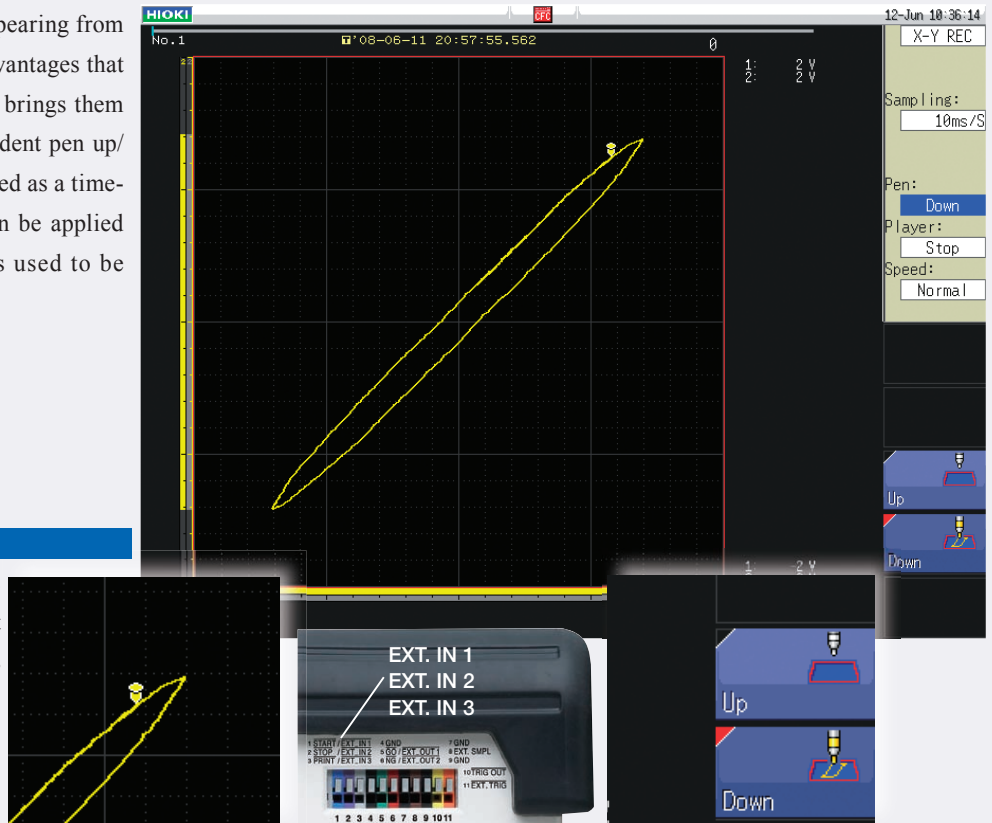 pearing from
vantages that
brings them
dent pen up/
ed as a time-
n be applied
s used to be
HIOKI
CFC
12-Jun 10:36:14
No.1
T'08-06-11 20:57:55.562
0
1: 2 V
2: 2 V
X-Y REC
Sampling:
10ms/S
Pen:
Down
Player:
Stop
Speed:
Normal
Up
Down
1: -2 V
EXT. IN 1
EXT. IN 2
EXT. IN 3
1 START/EXT.IN1 4 GND 7 GND
2 STOP /EXT.IN2 5 GO/EXT.OUT1 8 EXT. SMPL
3 PRINT /EXT.IN3 6 NG/EXT.OUT2 9 GND
10 TRIG OUT
11 EXT.TRIG
1 2 3 4 5 6 7 8 9 10 11
Up
Down